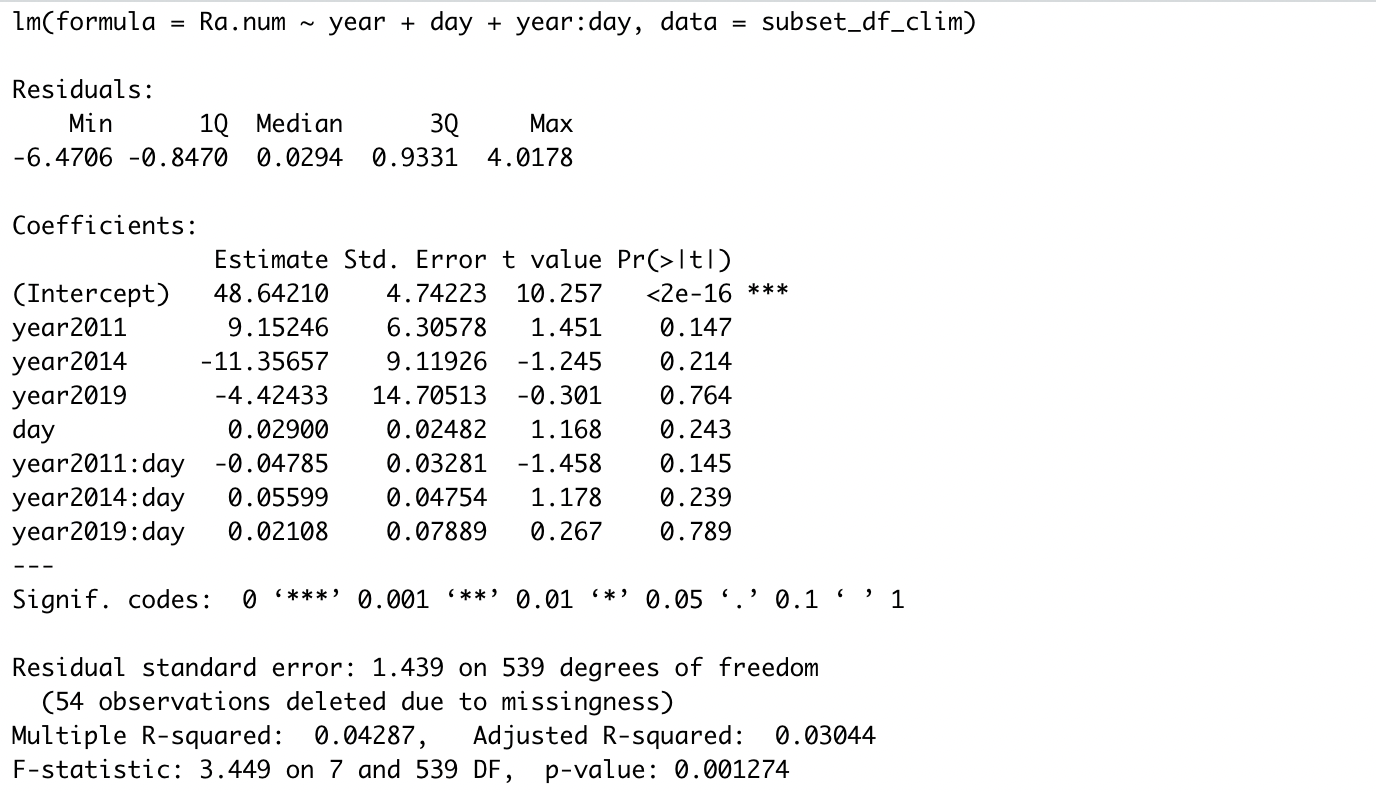 lm(formula = Ra.num ~ year + day + year:day, data = subset_df_clim)
Residuals:
Min 1Q Median 3Q Max
-6.4706 -0.8470 0.0294 0.9331 4.0178
Coefficients:
Estimate Std. Error t value Pr(>|t|)
(Intercept) 48.64210 4.74223 10.257 <2e-16 ***
year2011 9.15246 6.30578 1.451 0.147
year2014 -11.35657 9.11926 -1.245 0.214
year2019 -4.42433 14.70513 -0.301 0.764
day 0.02900 0.02482 1.168 0.243
year2011:day -0.04785 0.03281 -1.458 0.145
year2014:day 0.05599 0.04754 1.178 0.239
year2019:day 0.02108 0.07889 0.267 0.789
---
Signif. codes: 0 ‘***’ 0.001 ‘**’ 0.01 ‘*’ 0.05 ‘.’ 0.1 ‘ ’ 1
Residual standard error: 1.439 on 539 degrees of freedom
(54 observations deleted due to missingness)
Multiple R-squared: 0.04287, Adjusted R-squared: 0.03044
F-statistic: 3.449 on 7 and 539 DF, p-value: 0.001274